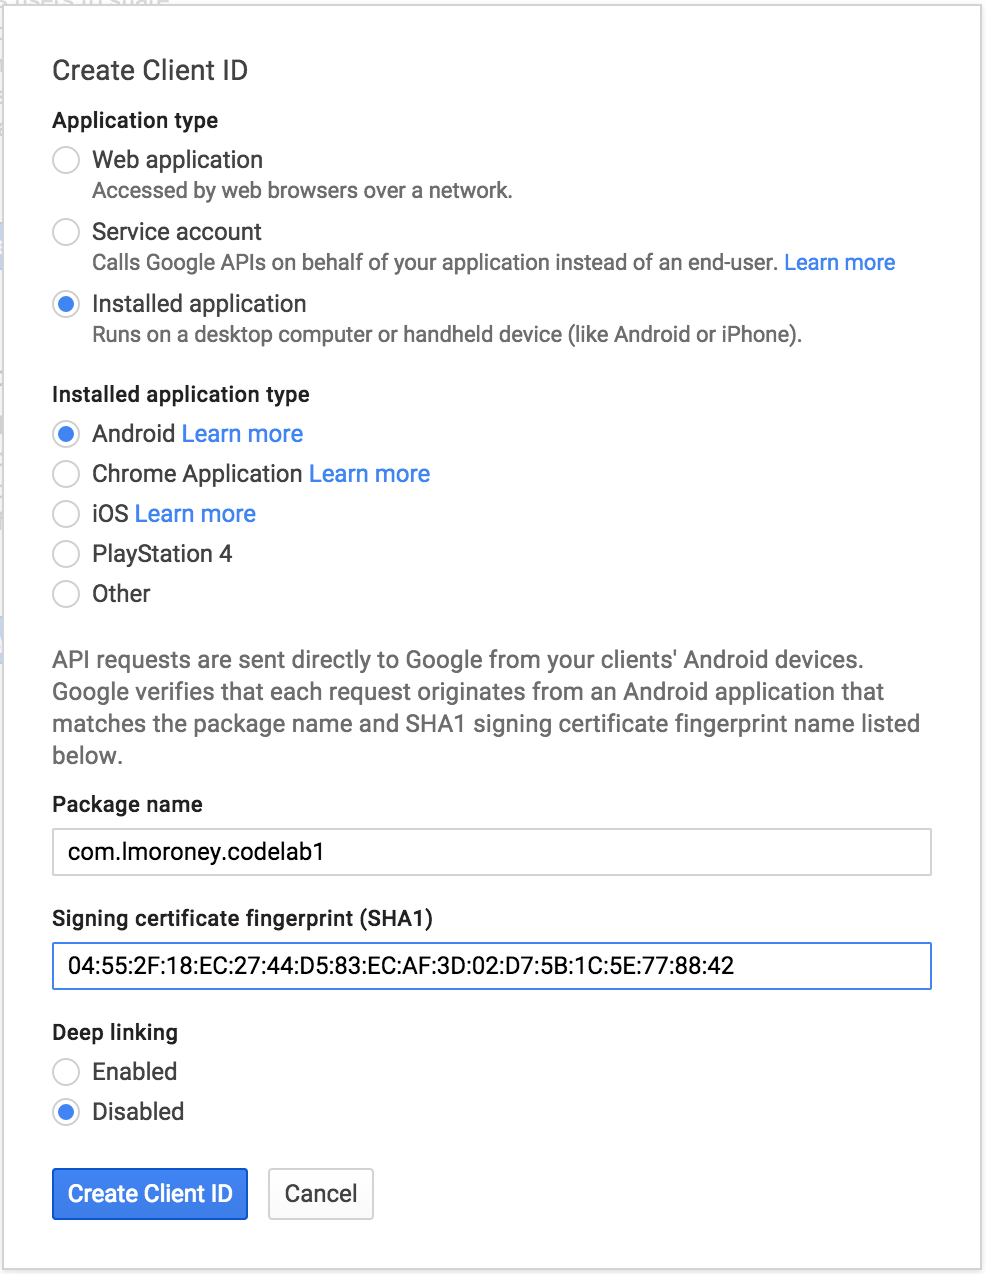 Create Client ID
Application type
Web application
Accessed by web browsers over a network.
Service account
Calls Google APIs on behalf of your application instead of an end-user. Learn more
Installed application
Runs on a desktop computer or handheld device (like Android or iPhone).
Installed application type
Android Learn more
Chrome Application Learn more
iOS Learn more
PlayStation 4
Other
API requests are sent directly to Google from your clients' Android devices.
Google verifies that each request originates from an Android application that
matches the package name and SHA1 signing certificate fingerprint name listed
below.
Package name
com.lmoroney.codelab1
Signing certificate fingerprint (SHA1)
04:55:2F:18:EC:27:44:D5:83:EC:AF:3D:02:D7:5B:1C:5E:77:88:42
Deep linking
Enabled
Disabled
Create Client ID
Cancel